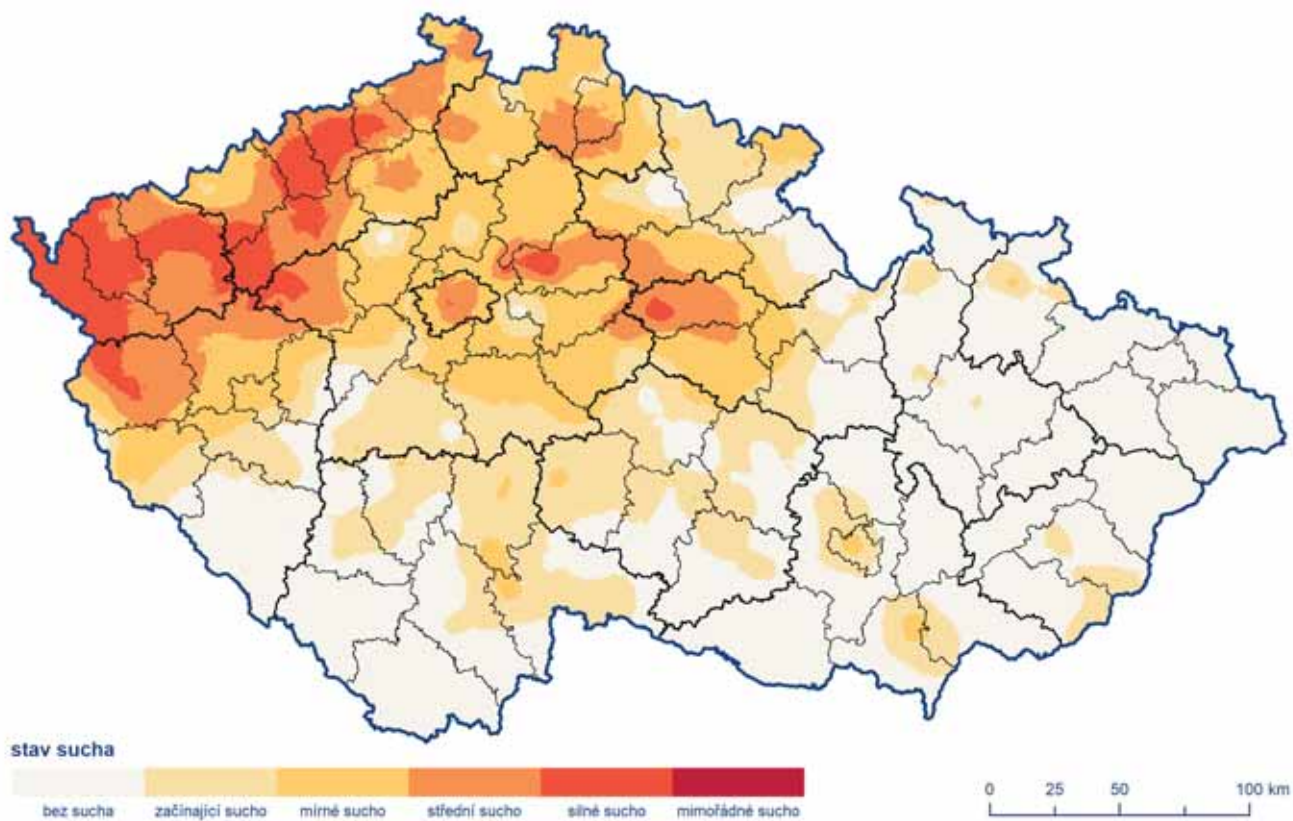 stav sucha
bez sucha začínající sucho mírné sucho střední sucho silné sucho mimořádné sucho
0 25 50 100 km